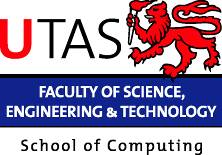 UTAS
FACULTY OF SCIENCE,
ENGINEERING & TECHNOLOGY
School of Computing